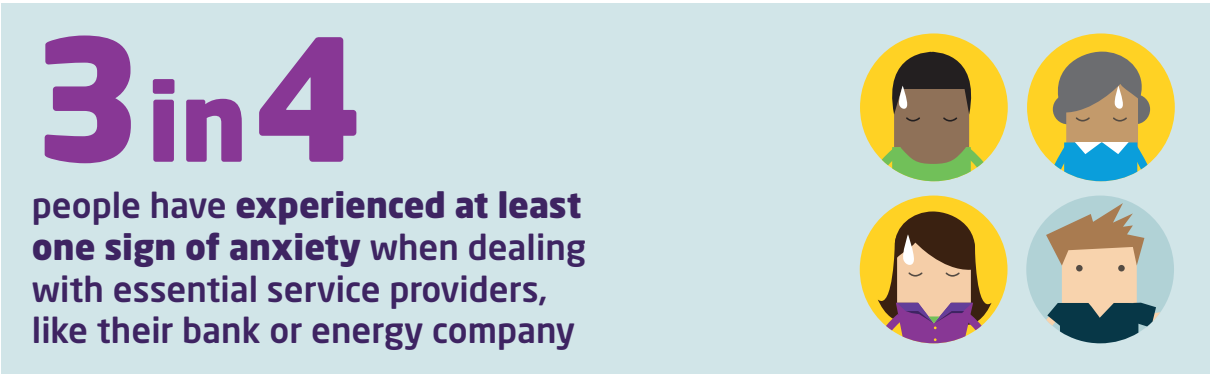 3 in 4
people have experienced at least
one sign of anxiety when dealing
with essential service providers,
like their bank or energy company